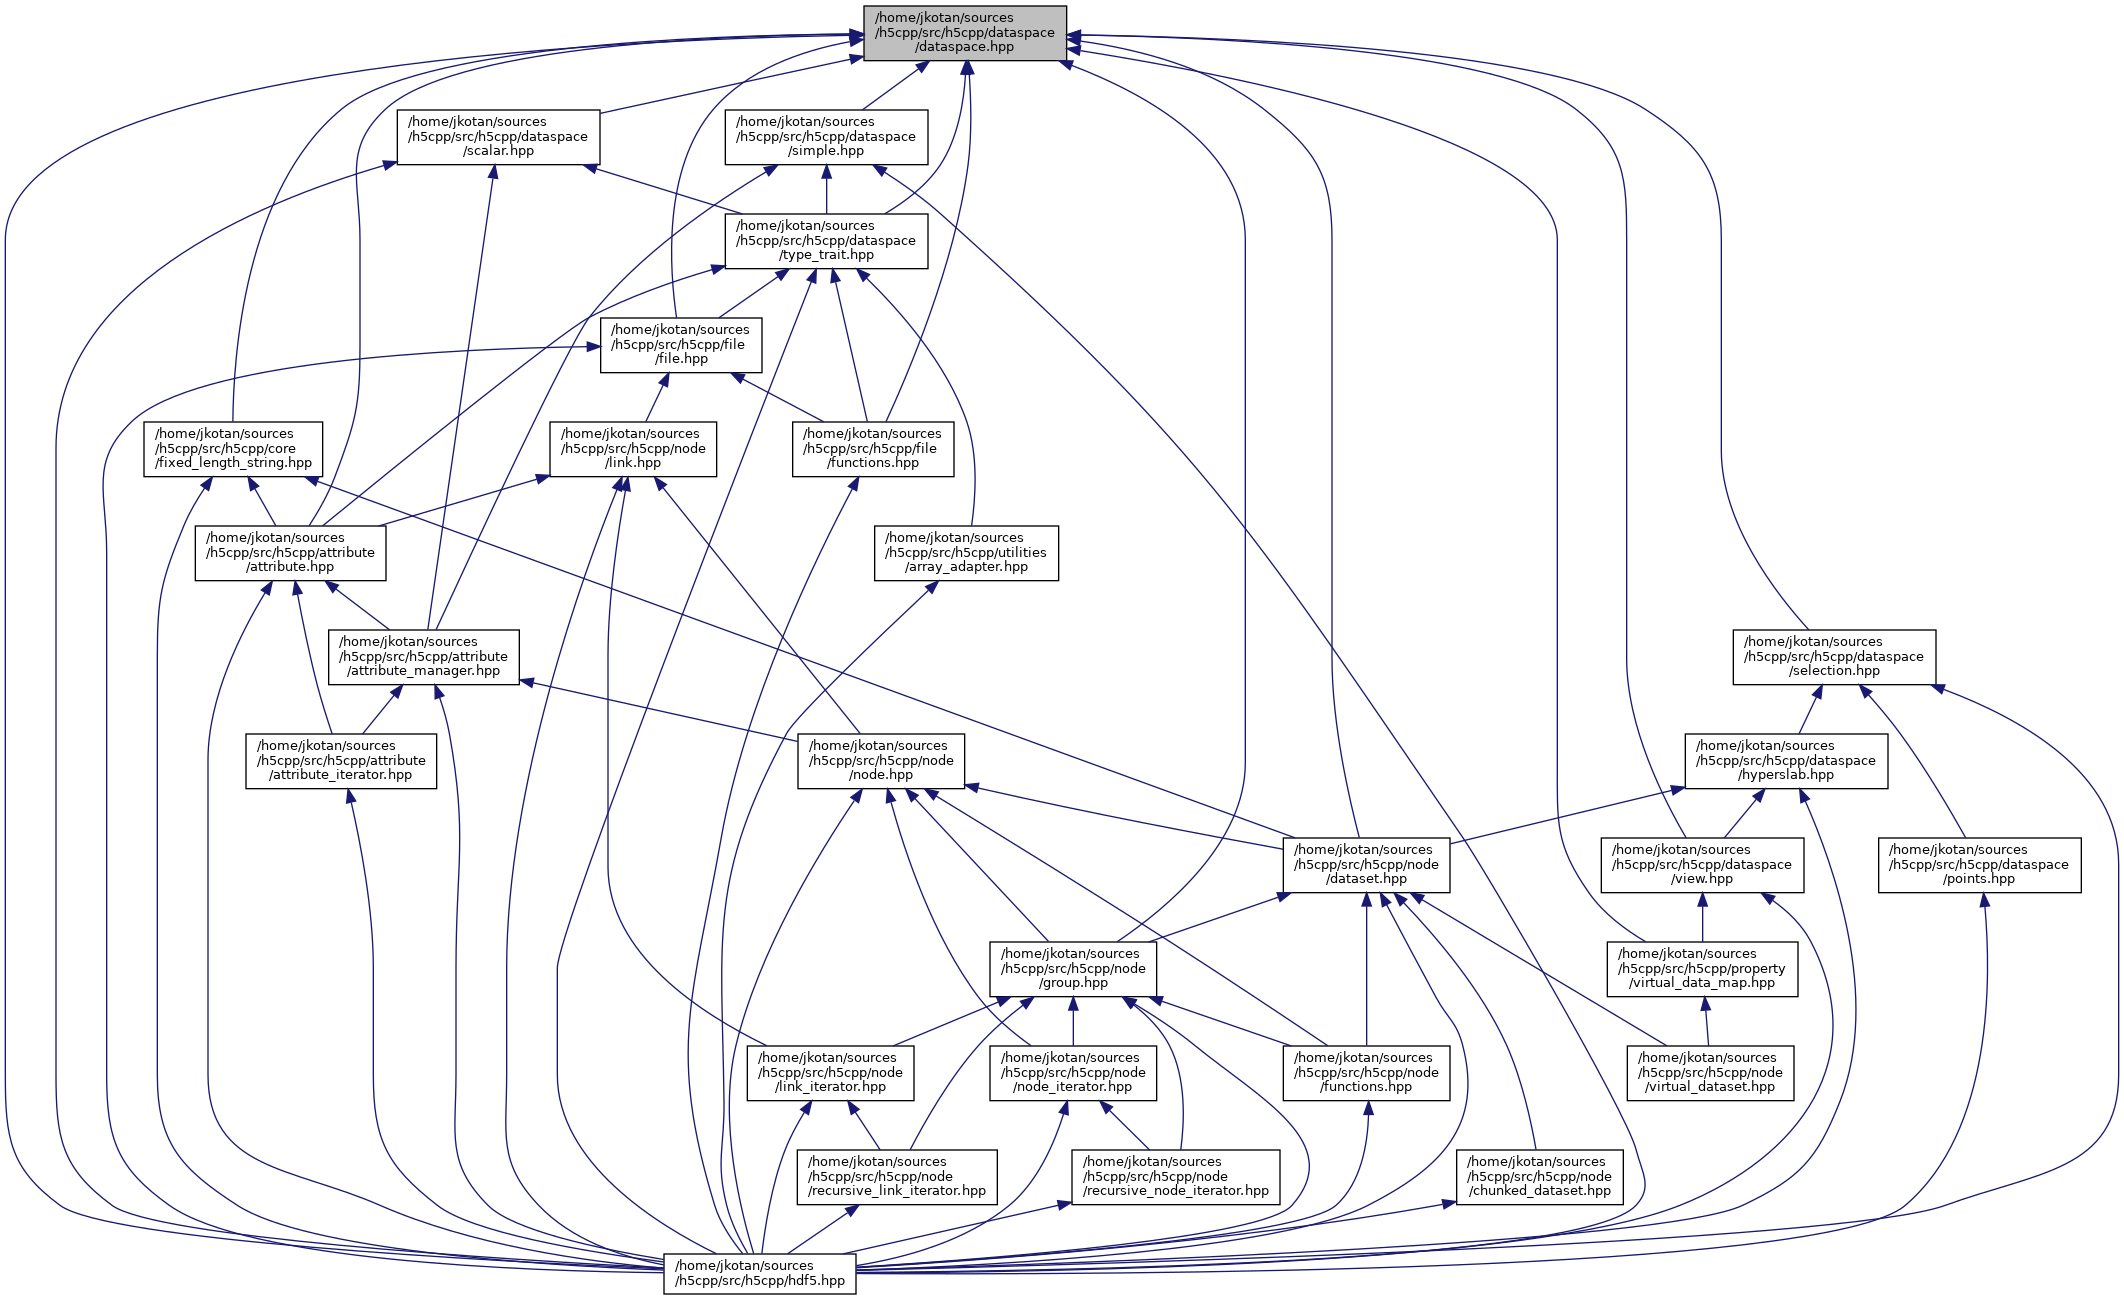 /home/jkotan/sources
/h5cpp/src/h5cpp/dataspace
/dataspace.hpp
/home/jkotan/sources
/h5cpp/src/h5cpp/dataspace
/scalar.hpp
/home/jkotan/sources
/h5cpp/src/h5cpp/dataspace
/simple.hpp
/home/jkotan/sources
/h5cpp/src/h5cpp/dataspace
/type_trait.hpp
/home/jkotan/sources
/h5cpp/src/h5cpp/file
/file.hpp
/home/jkotan/sources
/h5cpp/src/h5cpp/core
/fixed_length_string.hpp
/home/jkotan/sources
/h5cpp/src/h5cpp/node
/link.hpp
/home/jkotan/sources
/h5cpp/src/h5cpp/file
/functions.hpp
/home/jkotan/sources
/h5cpp/src/h5cpp/attribute
/attribute.hpp
/home/jkotan/sources
/h5cpp/src/h5cpp/utilities
/array_adapter.hpp
/home/jkotan/sources
/h5cpp/src/h5cpp/attribute
/attribute_manager.hpp
/home/jkotan/sources
/h5cpp/src/h5cpp/dataspace
/selection.hpp
/home/jkotan/sources
/h5cpp/src/h5cpp/attribute
/attribute_iterator.hpp
/home/jkotan/sources
/h5cpp/src/h5cpp/node
/node.hpp
/home/jkotan/sources
/h5cpp/src/h5cpp/dataspace
/hyperslab.hpp
/home/jkotan/sources
/h5cpp/src/h5cpp/node
/dataset.hpp
/home/jkotan/sources
/h5cpp/src/h5cpp/dataspace
/view.hpp
/home/jkotan/sources
/h5cpp/src/h5cpp/dataspace
/points.hpp
/home/jkotan/sources
/h5cpp/src/h5cpp/node
/group.hpp
/home/jkotan/sources
/h5cpp/src/h5cpp/property
/virtual_data_map.hpp
/home/jkotan/sources
/h5cpp/src/h5cpp/node
/link_iterator.hpp
/home/jkotan/sources
/h5cpp/src/h5cpp/node
/node_iterator.hpp
/home/jkotan/sources
/h5cpp/src/h5cpp/node
/functions.hpp
/home/jkotan/sources
/h5cpp/src/h5cpp/node
/virtual_dataset.hpp
/home/jkotan/sources
/h5cpp/src/h5cpp/node
/recursive_link_iterator.hpp
/home/jkotan/sources
/h5cpp/src/h5cpp/node
/recursive_node_iterator.hpp
/home/jkotan/sources
/h5cpp/src/h5cpp/node
/chunked_dataset.hpp
/home/jkotan/sources
/h5cpp/src/h5cpp/hdf5.hpp